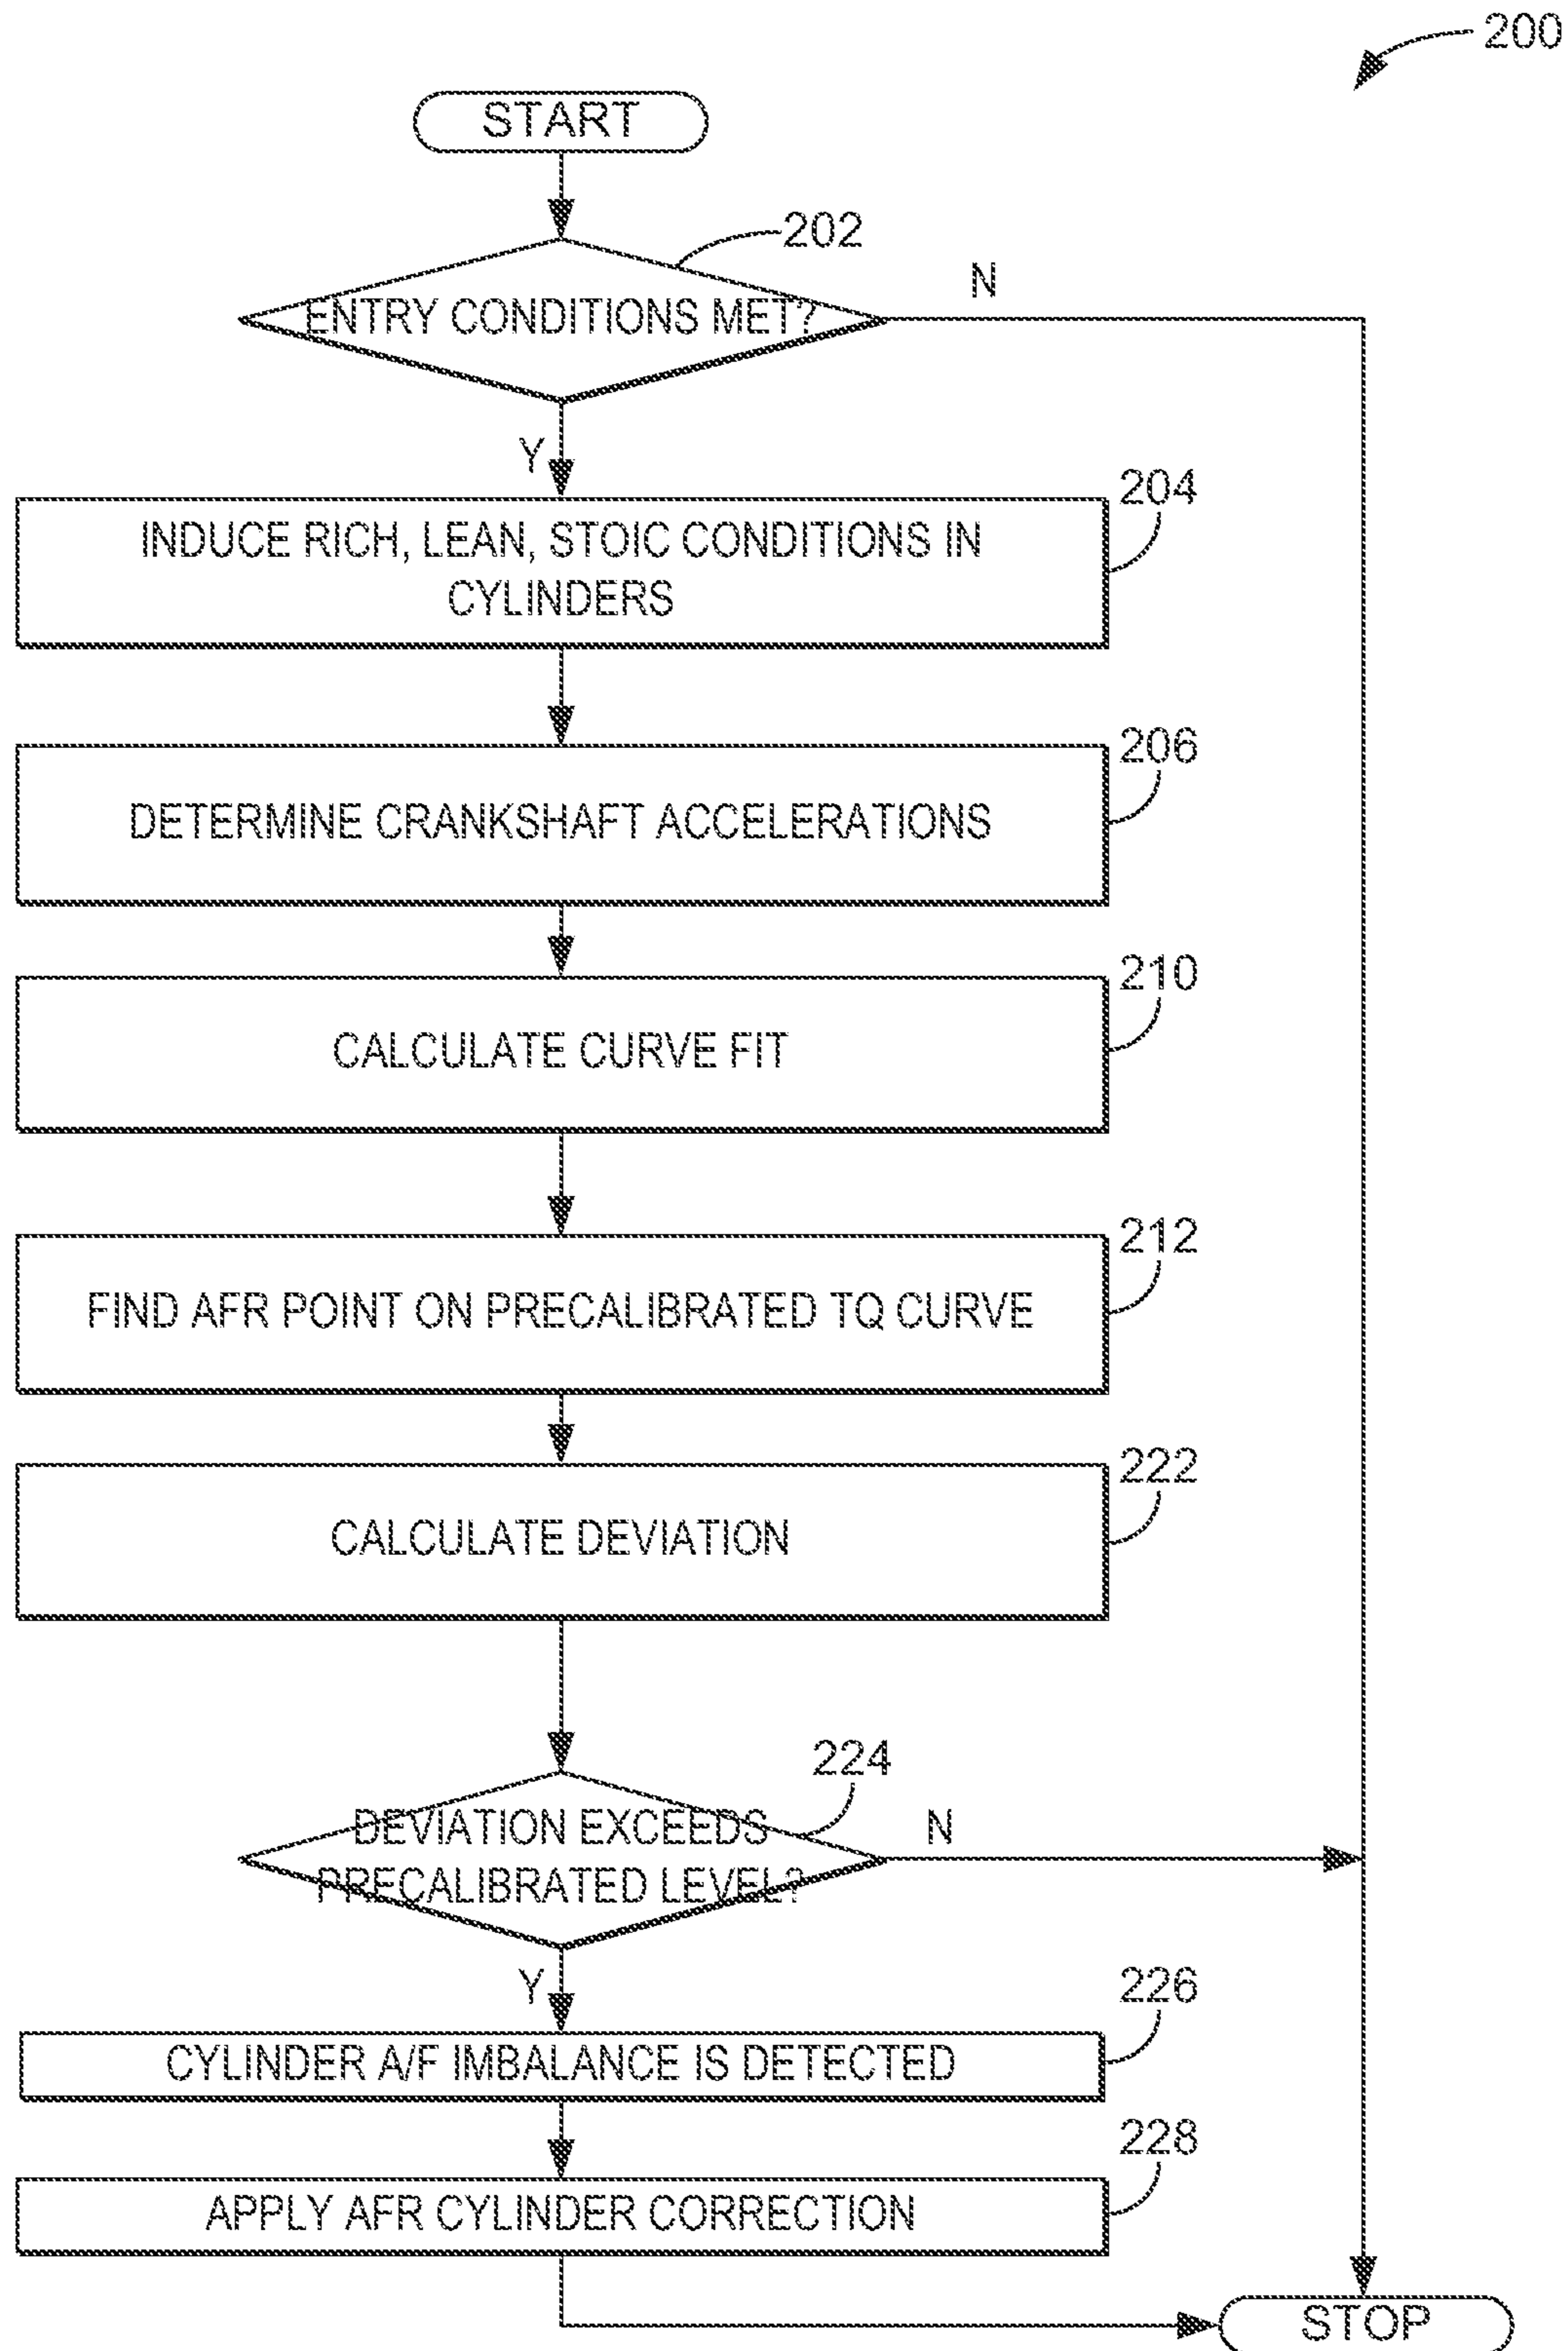 200
START
202
ENTRY CONDITIONS MET?
N
Y
204
INDUCE RICH, LEAN, STOIC CONDITIONS IN
CYLINDERS
206
DETERMINE CRANKSHAFT ACCELERATIONS
210
CALCULATE CURVE FIT
212
FIND AFR POINT ON PRECALIBRATED TQ CURVE
222
CALCULATE DEVIATION
224
DEVIATION EXCEEDS
PRECALIBRATED LEVEL?
N
Y
226
CYLINDER A/F IMBALANCE IS DETECTED
228
APPLY AFR CYLINDER CORRECTION
STOP